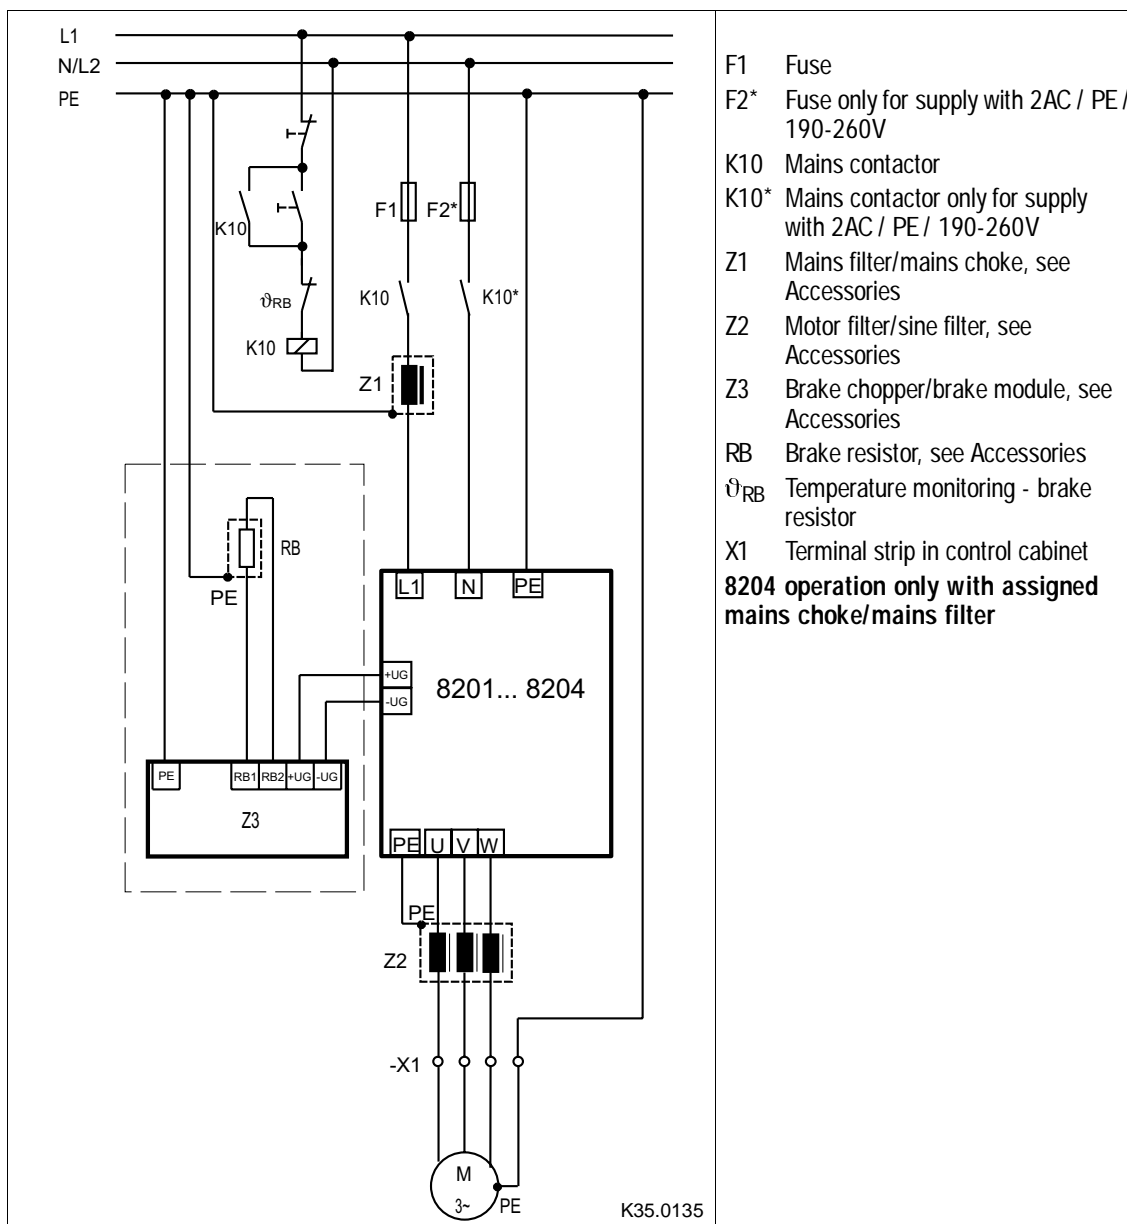 L1
N/L2
PE
F1 F2*
K10
K10 K10*
ϑRB
K10
Z1
RB
PE
L1 N PE
+UG
-UG
8201... 8204
PE RB1 RB2 +UG -UG
Z3
PE U V W
PE
Z2
-X1
M
3~
PE
K35.0135
F1 Fuse
F2* Fuse only for supply with 2AC / PE /
190-260V
K10 Mains contactor
K10* Mains contactor only for supply
with 2AC / PE / 190-260V
Z1 Mains filter/mains choke, see
Accessories
Z2 Motor filter/sine filter, see
Accessories
Z3 Brake chopper/brake module, see
Accessories
RB Brake resistor, see Accessories
ϑRB Temperature monitoring - brake
resistor
X1 Terminal strip in control cabinet
8204 operation only with assigned
mains choke/mains filter